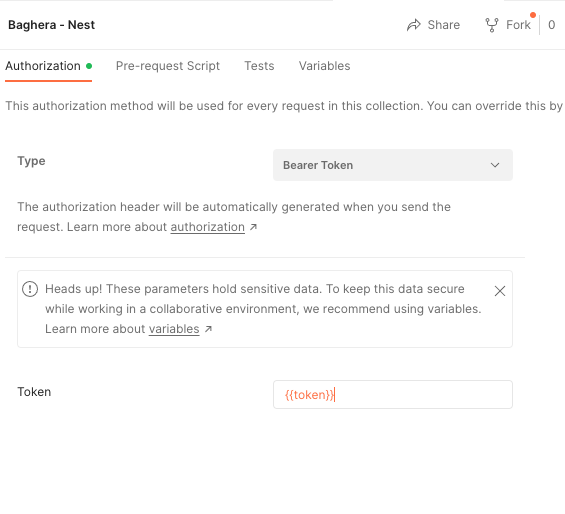 Baghera - Nest
Share
Fork
0
Authorization
Pre-request Script
Tests
Variables
This authorization method will be used for every request in this collection. You can override this by
Type
Bearer Token
The authorization header will be automatically generated when you send the
request. Learn more about authorization ↗
Heads up! These parameters hold sensitive data. To keep this data secure
while working in a collaborative environment, we recommend using variables.
Learn more about variables ↗
Token
{{token}}